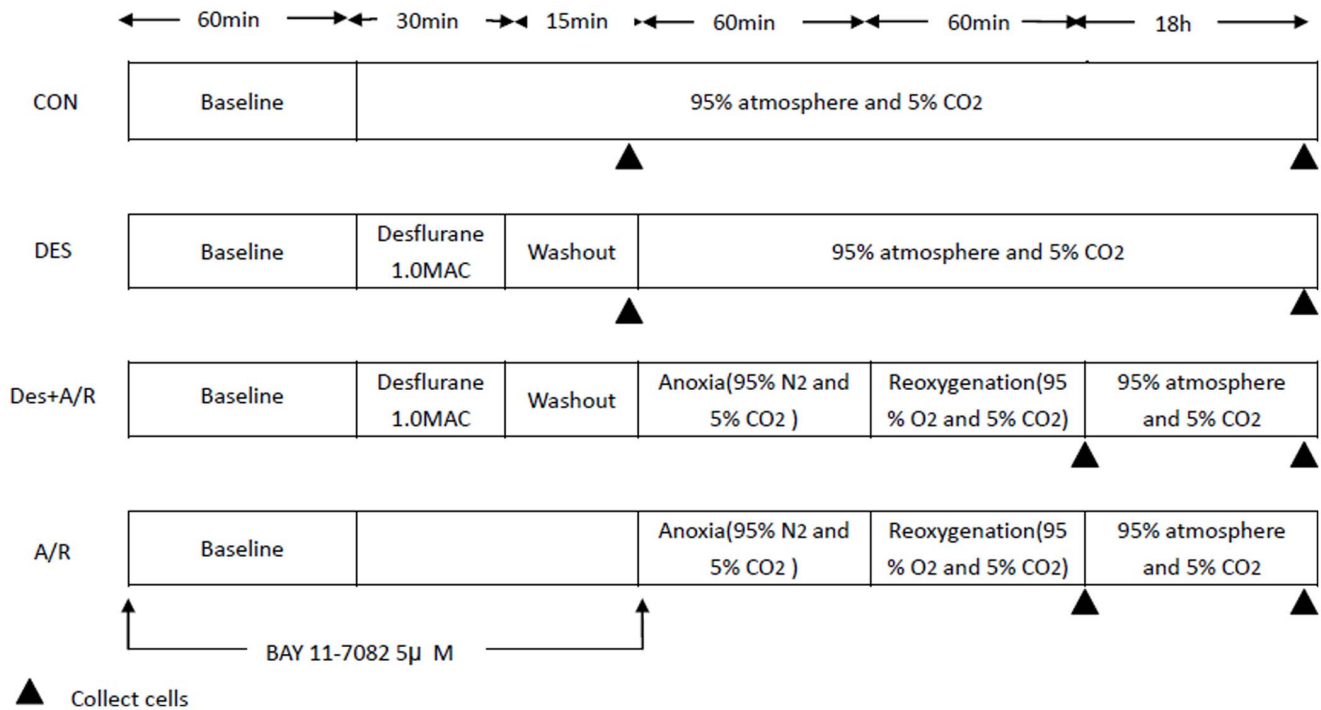 60min 30min 15min 60min 60min 18h
CON Baseline 95% atmosphere and 5% CO2
DES Baseline Desflurane 1.0MAC Washout 95% atmosphere and 5% CO2
Des+A/R Baseline Desflurane 1.0MAC Washout Anoxia(95% N2 and 5% CO2 ) Reoxygenation(95 % O2 and 5% CO2) 95% atmosphere and 5% CO2
A/R Baseline Anoxia(95% N2 and 5% CO2 ) Reoxygenation(95 % O2 and 5% CO2) 95% atmosphere and 5% CO2
BAY 11-7082 5μ M
Collect cells